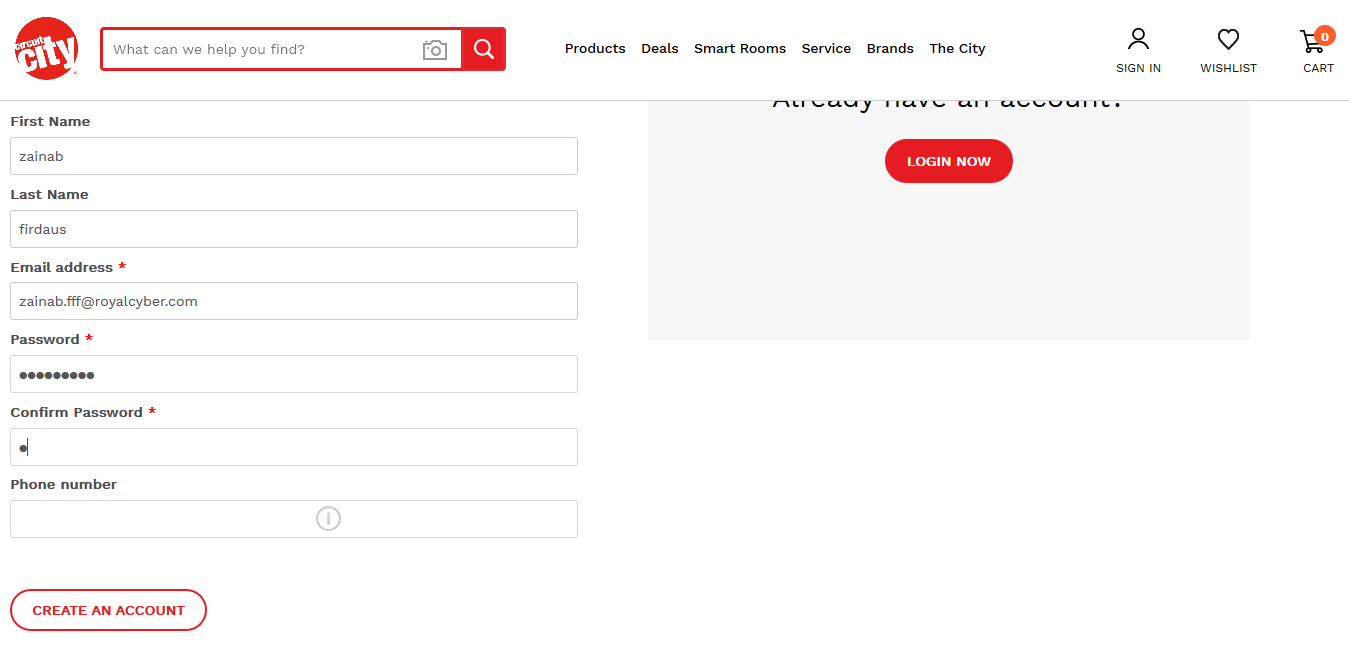 circuit
city
What can we help you find?
Products Deals Smart Rooms Service Brands The City
SIGN IN
WISHLIST
0
CART
First Name
zainab
Last Name
firdaus
Email address *
zainab.fff@royalcyber.com
Password *
●●●●●●●●●
Confirm Password *
●
Phone number
i
CREATE AN ACCOUNT
Already have an account?
LOGIN NOW